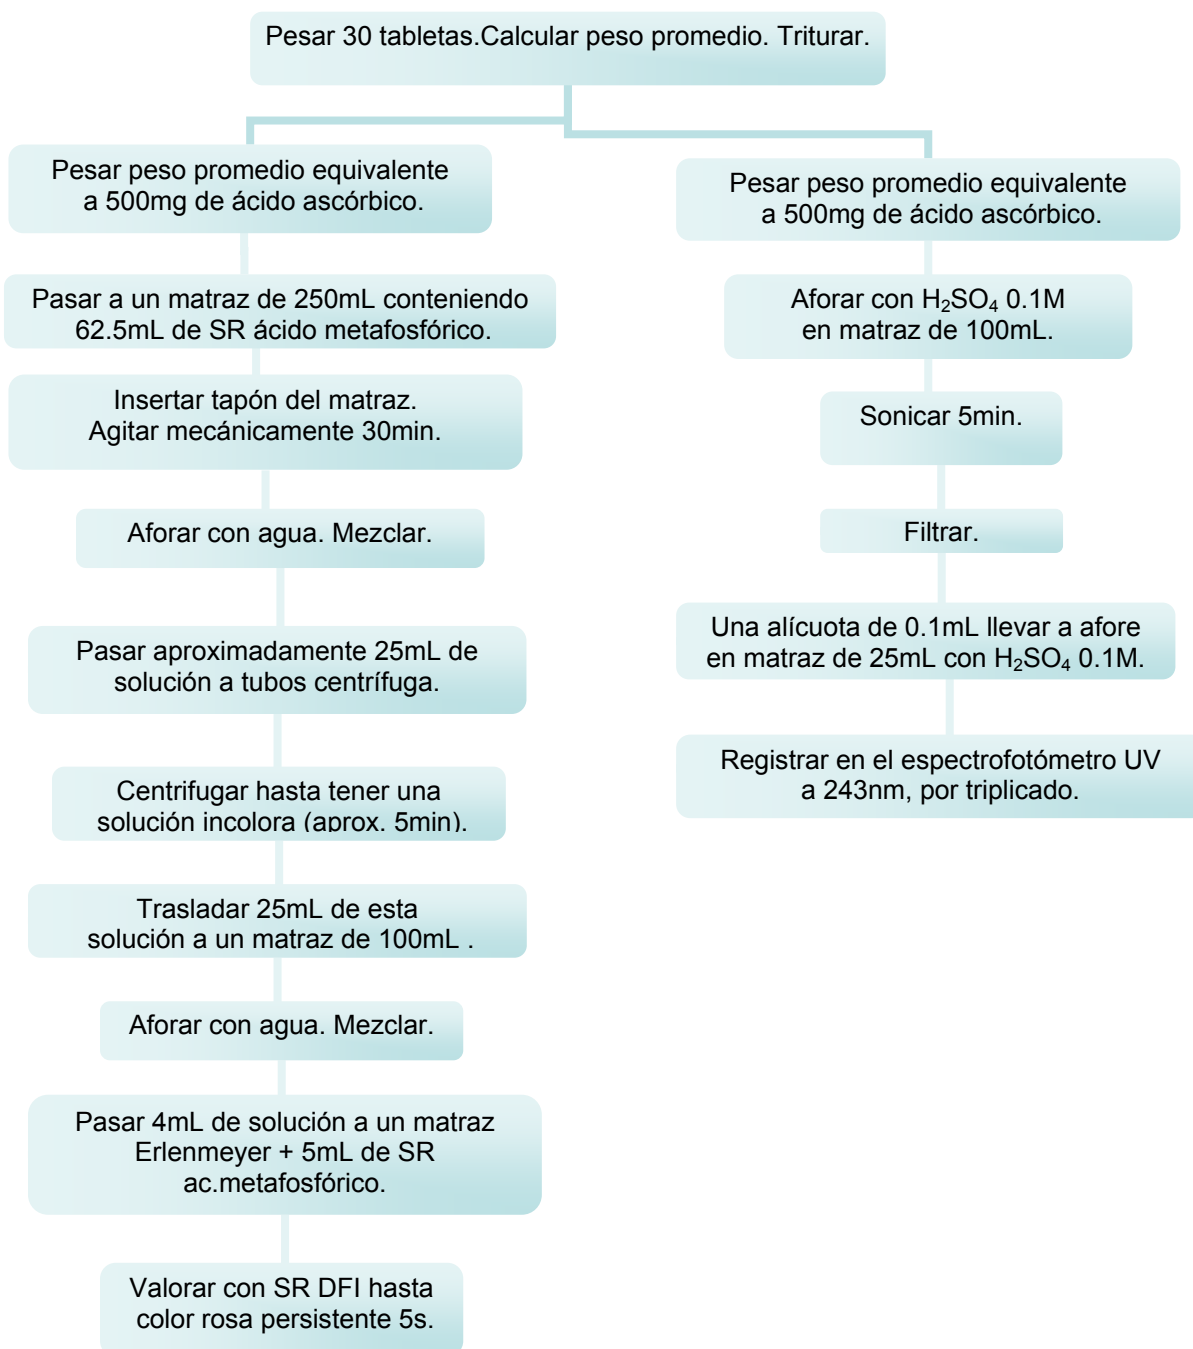 Pesar 30 tabletas.Calcular peso promedio. Triturar.
Pesar peso promedio equivalente
a 500mg de ácido ascórbico.
Pasar a un matraz de 250mL conteniendo
62.5mL de SR ácido metafosfórico.
Insertar tapón del matraz.
Agitar mecánicamente 30min.
Aforar con agua. Mezclar.
Pasar aproximadamente 25mL de
solución a tubos centrífuga.
Centrifugar hasta tener una
solución incolora (aprox. 5min).
Trasladar 25mL de esta
solución a un matraz de 100mL .
Aforar con agua. Mezclar.
Pasar 4mL de solución a un matraz
Erlenmeyer + 5mL de SR
ac.metafosfórico.
Valorar con SR DFI hasta
color rosa persistente 5s.
Pesar peso promedio equivalente
a 500mg de ácido ascórbico.
Aforar con H₂SO₄ 0.1M
en matraz de 100mL.
Sonicar 5min.
Filtrar.
Una alícuota de 0.1mL llevar a afore
en matraz de 25mL con H₂SO₄ 0.1M.
Registrar en el espectrofotómetro UV
a 243nm, por triplicado.